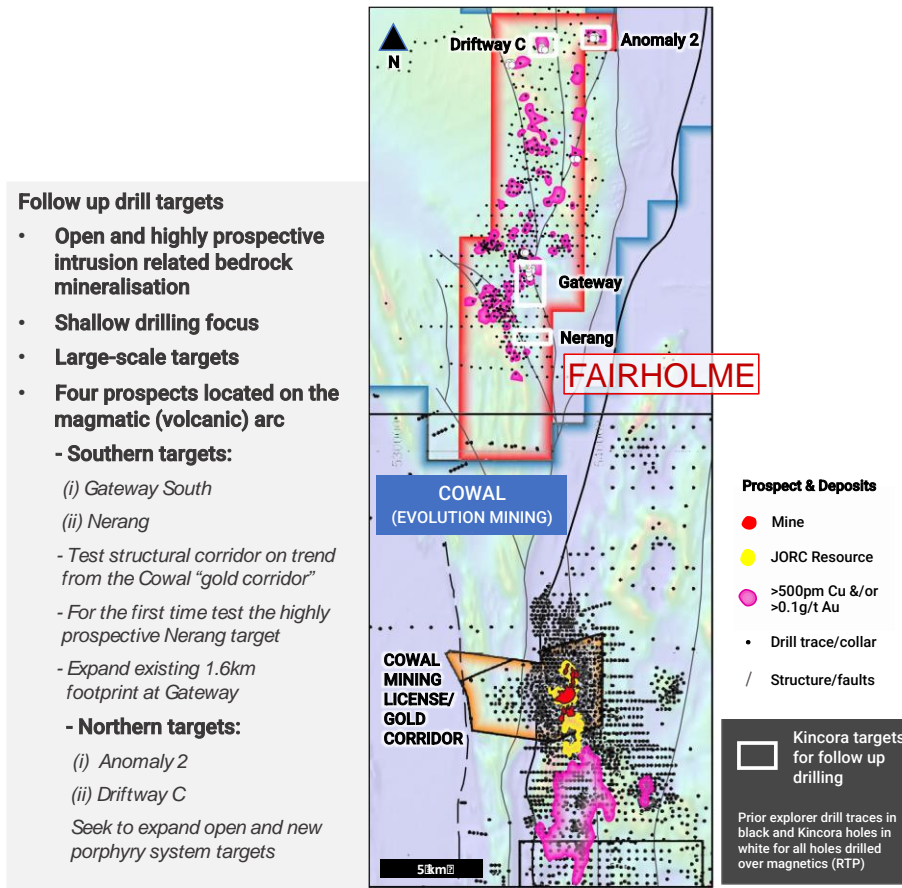 Follow up drill targets
• Open and highly prospective
intrusion related bedrock
mineralisation
• Shallow drilling focus
• Large-scale targets
• Four prospects located on the
magmatic (volcanic) arc
- Southern targets:
(i) Gateway South
(ii) Nerang
- Test structural corridor on trend
from the Cowal “gold corridor”
- For the first time test the highly
prospective Nerang target
- Expand existing 1.6km
footprint at Gateway
- Northern targets:
(i) Anomaly 2
(ii) Driftway C
Seek to expand open and new
porphyry system targets
N
Driftway C
Anomaly 2
Gateway
Nerang
FAIRHOLME
COWAL
(EVOLUTION MINING)
COWAL
MINING
LICENSE/
GOLD
CORRIDOR
5 km
Prospect & Deposits
Mine
JORC Resource
>500pm Cu &/or
>0.1g/t Au
Drill trace/collar
Structure/faults
Kincora targets
for follow up
drilling
Prior explorer drill traces in
black and Kincora holes in
white for all holes drilled
over magnetics (RTP)